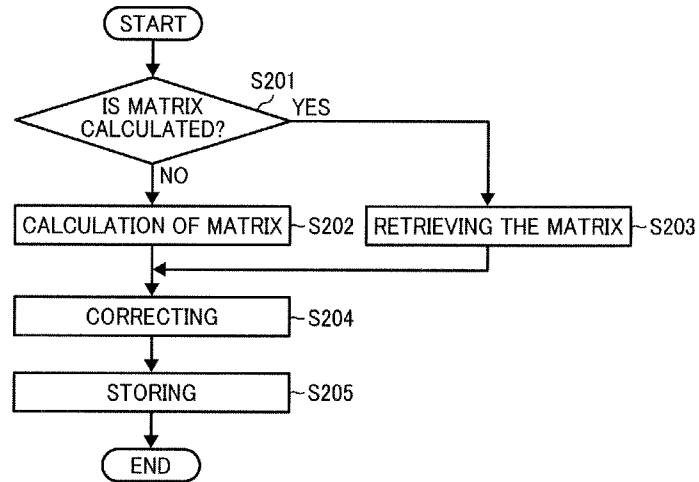 START
S201
IS MATRIX
CALCULATED?
YES
NO
CALCULATION OF MATRIX
S202
RETRIEVING THE MATRIX
S203
CORRECTING
S204
STORING
S205
END